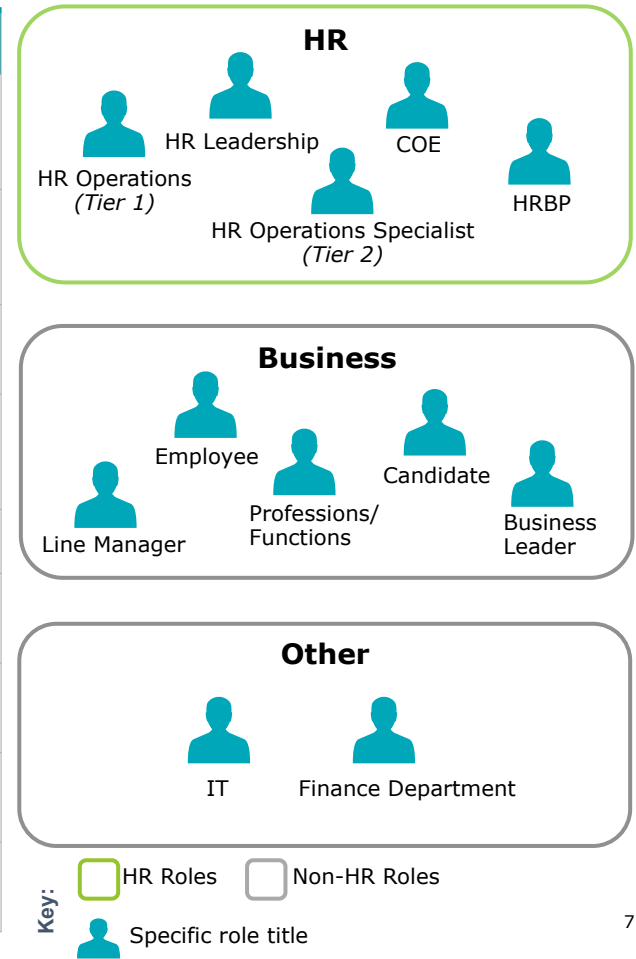 HR
HR Leadership
COE
HR Operations
(Tier 1)
HRBP
HR Operations Specialist
(Tier 2)
Business
Employee
Candidate
Professions/
Functions
Line Manager
Business
Leader
Other
IT
Finance Department
Key:
HR Roles
Non-HR Roles
Specific role title
7